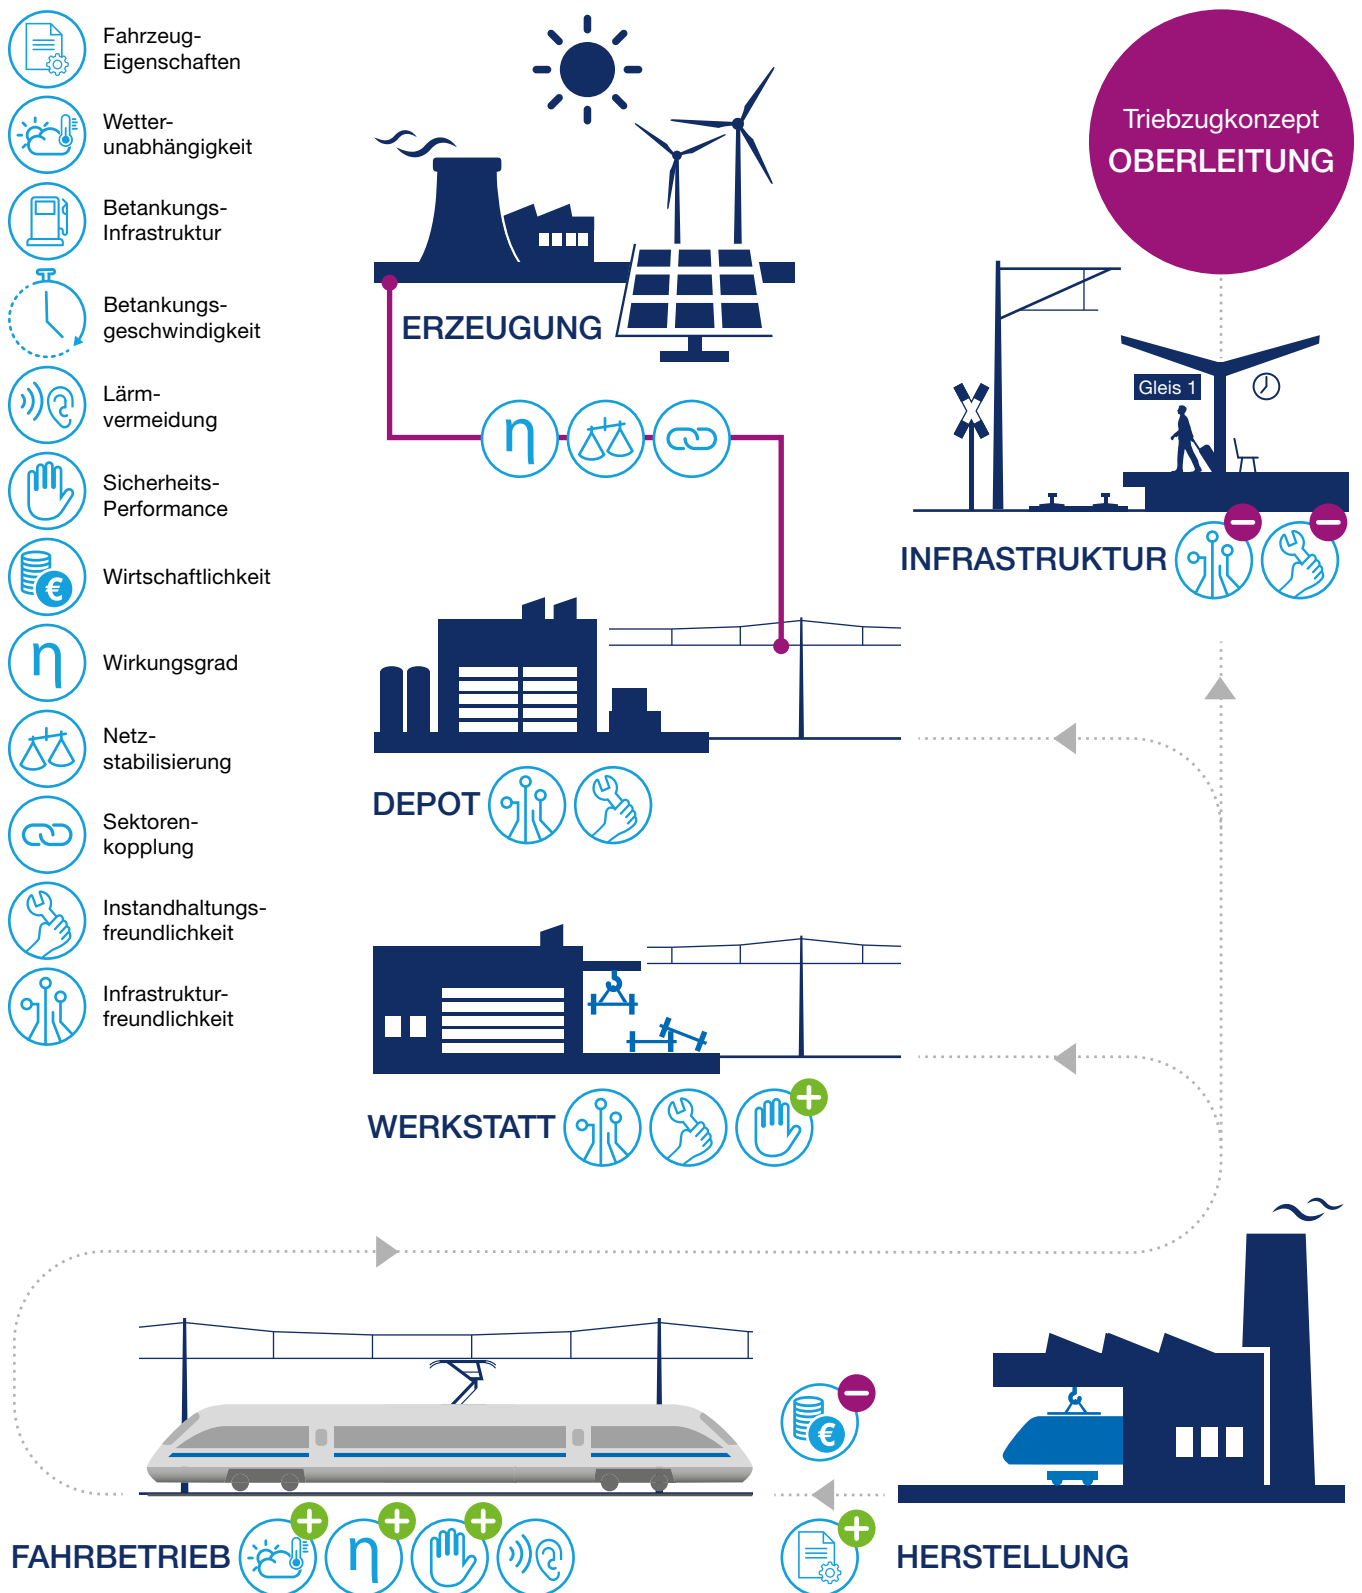 Fahrzeug-
Eigenschaften
Wetter-
unabhängigkeit
Betankungs-
Infrastruktur
Betankungs-
geschwindigkeit
Lärm-
vermeidung
Sicherheits-
Performance
€
Wirtschaftlichkeit
η
Wirkungsgrad
Netz-
stabilisierung
Sektoren-
kopplung
Instandhaltungs-
freundlichkeit
Infrastruktur-
freundlichkeit
Triebzugkonzept
OBERLEITUNG
ERZEUGUNG
η
Gleis 1
INFRASTRUKTUR
DEPOT
WERKSTATT
€
FAHRBETRIEB
η
HERSTELLUNG